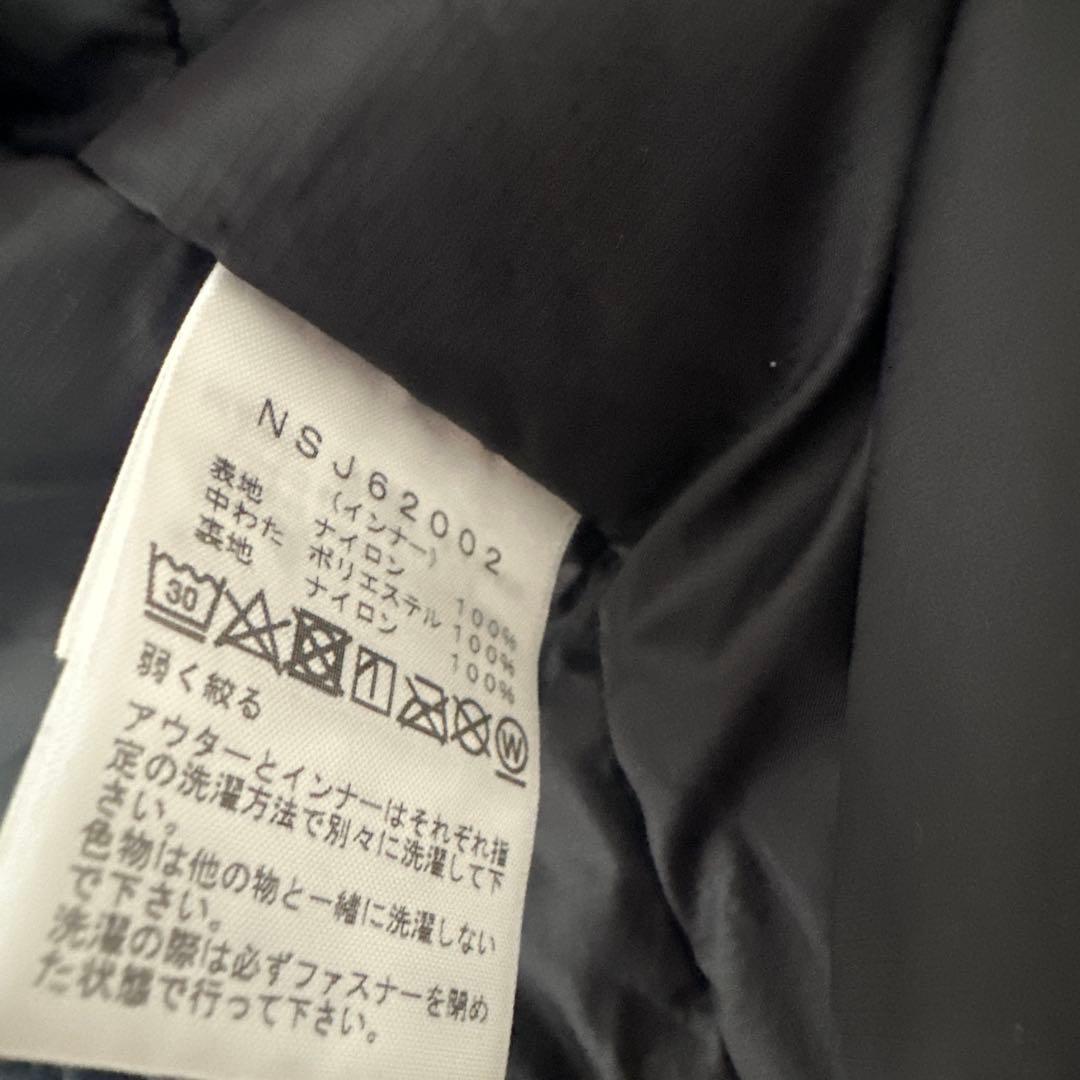 NSJ62002
(インナー)
表地 ナイロン 100%
中わた ポリエステル 100%
裏地 ナイロン 100%
30 W
弱く絞る
アウターとインナーはそれぞれ指
定の洗濯方法で別々に洗濯して下
さい。
色物は他の物と一緒に洗濯しない
で下さい。
洗濯の際は必ずファスナーを閉め
た状態で行って下さい。